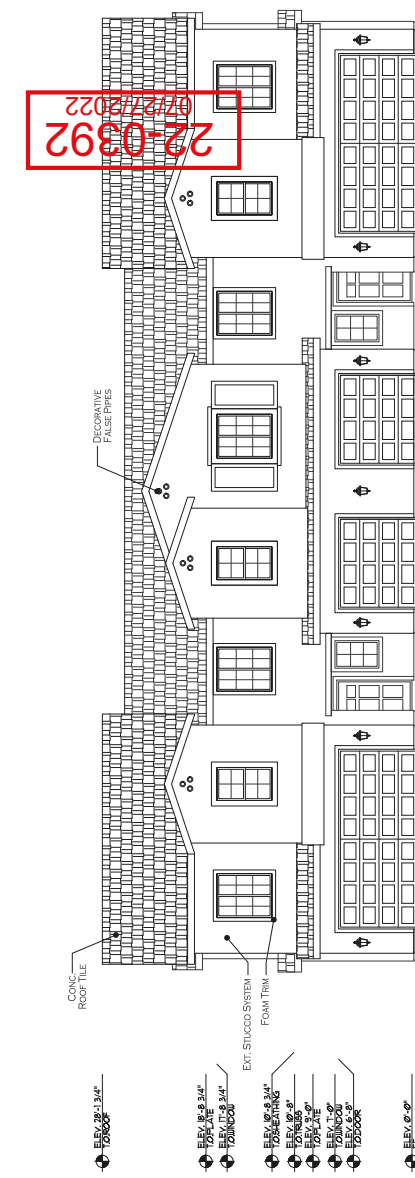 22-0392
07/27/2022
DECORATIVE
FALSE PIPES
CONC.
ROOF TILE
EXT. STUCCO SYSTEM
FOAM TRIM
ELEV. 28'-1 3/4"
T.O.ROOF
ELEV. 18'-8 3/4"
T.O.PLATE
ELEV. 17'-8 3/4"
T.O.WINDOW
ELEV. 10'-8 3/4"
T.O.SHEATHING
ELEV. 10'-8"
T.O.TRUSS
ELEV. 9'-0"
T.O.PLATE
ELEV. 7'-0"
T.O.WINDOW
ELEV. 6'-8"
T.O.DOOR
ELEV. 0'-0"